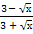 3 − √x
3 + √x